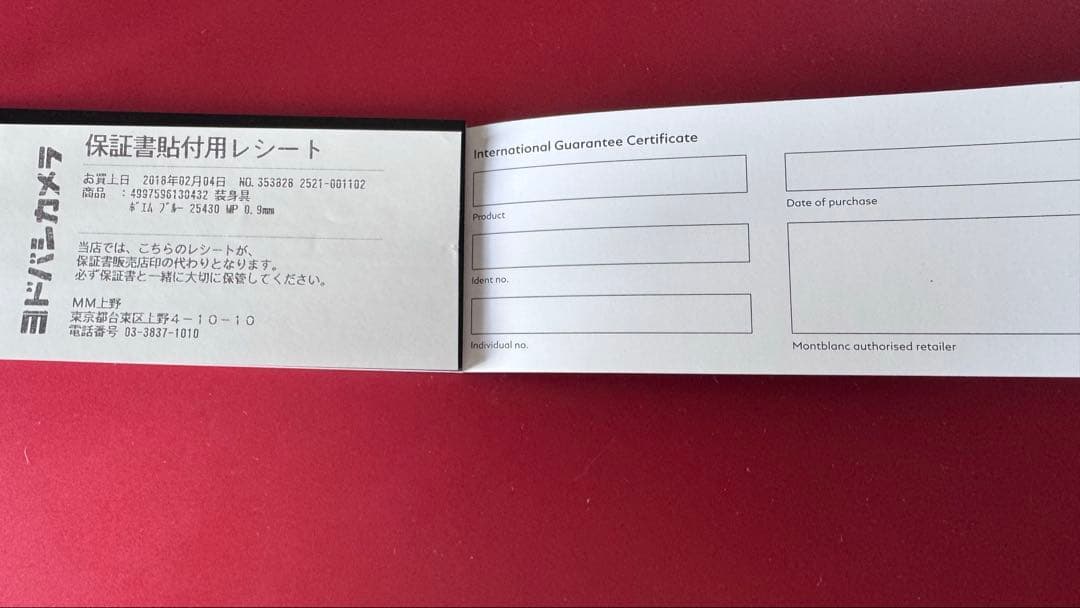 ヨドバシカメラ
保証書貼付用レシート
お買上日 2018年02月04日 NO.353828 2521-001102
商品 :4997596130432 装身具
ﾎﾞｴﾑ ﾌﾞﾙｰ 25430 WP 0.9mm
当店では、こちらのレシートが、
保証書販売店印の代わりとなります。
必ず保証書と一緒に大切に保管してください。
MM上野
東京都台東区上野4-10-10
電話番号 03-3837-1010
International Guarantee Certificate
Product
Ident no.
Individual no.
Date of purchase
Montblanc authorised retailer